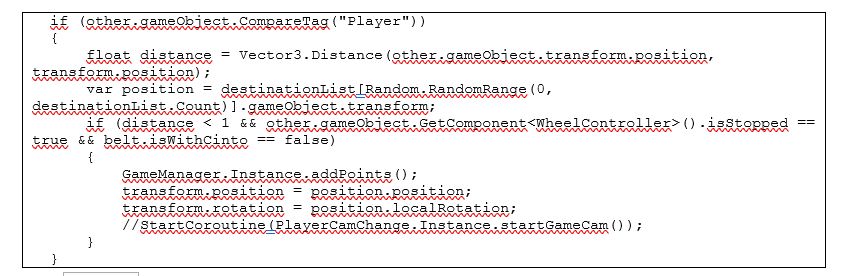 if (other.gameObject.CompareTag("Player"))
{
float distance = Vector3.Distance(other.gameObject.transform.position,
transform.position);
var position = destinationList[Random.RandomRange(0,
destinationList.Count)].gameObject.transform;
if (distance < 1 && other.gameObject.GetComponent<WheelController>().isStopped ==
true && belt.isWithCinto == false)
{
GameManager.Instance.addPoints();
transform.position = position.position;
transform.rotation = position.localRotation;
//StartCoroutine(PlayerCamChange.Instance.startGameCam());
}
}